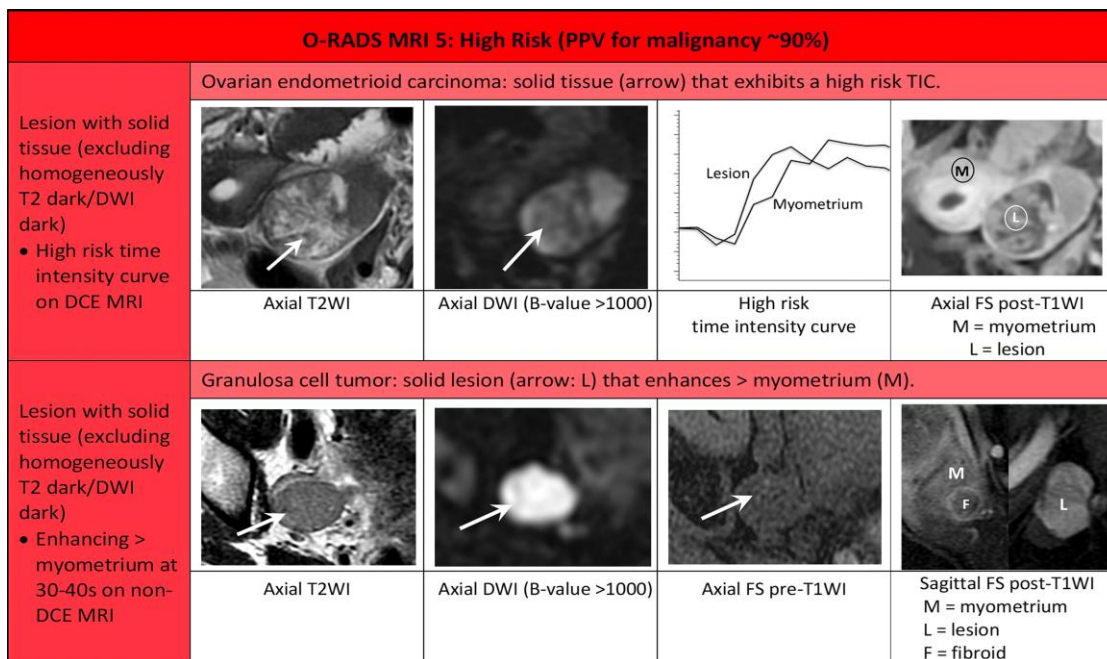 O-RADS MRI 5: High Risk (PPV for malignancy ~90%)
Lesion with solid
tissue (excluding
homogeneously
T2 dark/DWI
dark)
• High risk time
intensity curve
on DCE MRI
Ovarian endometrioid carcinoma: solid tissue (arrow) that exhibits a high risk TIC.
Lesion
Myometrium
M
L
Axial T2WI
Axial DWI (B-value >1000)
High risk
time intensity curve
Axial FS post-T1WI
M = myometrium
L = lesion
Lesion with solid
tissue (excluding
homogeneously
T2 dark/DWI
dark)
• Enhancing >
myometrium at
30-40s on non-
DCE MRI
Granulosa cell tumor: solid lesion (arrow: L) that enhances > myometrium (M).
M
F
L
Axial T2WI
Axial DWI (B-value >1000)
Axial FS pre-T1WI
Sagittal FS post-T1WI
M = myometrium
L = lesion
F = fibroid